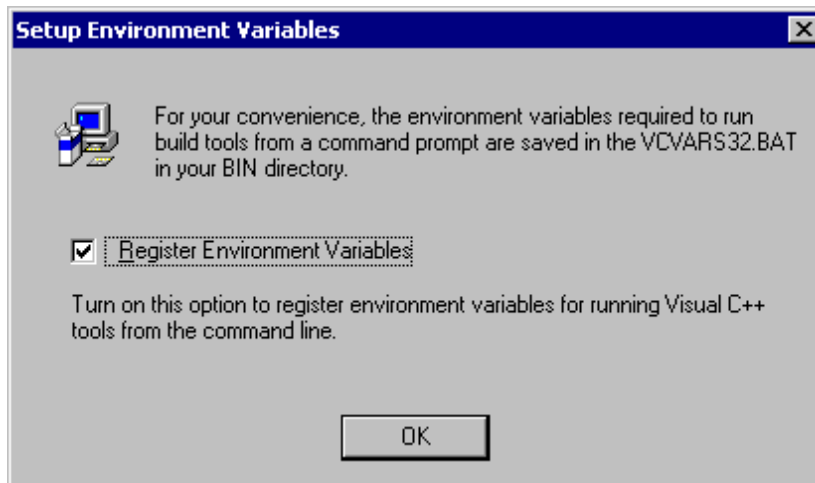 Setup Environment Variables
For your convenience, the environment variables required to run
build tools from a command prompt are saved in the VCVARS32.BAT
in your BIN directory.
Register Environment Variables
Turn on this option to register environment variables for running Visual C++
tools from the command line.
OK